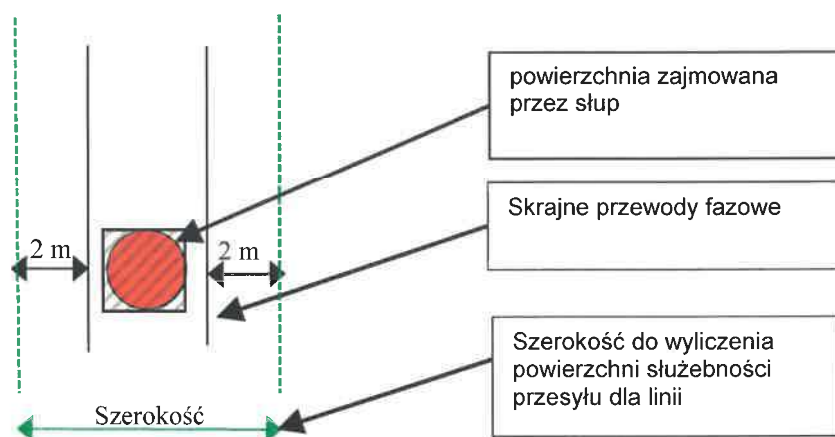 powierzchnia zajmowana
przez słup
Skrajne przewody fazowe
2 m
2 m
Szerokość do wyliczenia
powierzchni służebności
przesyłu dla linii
Szerokość